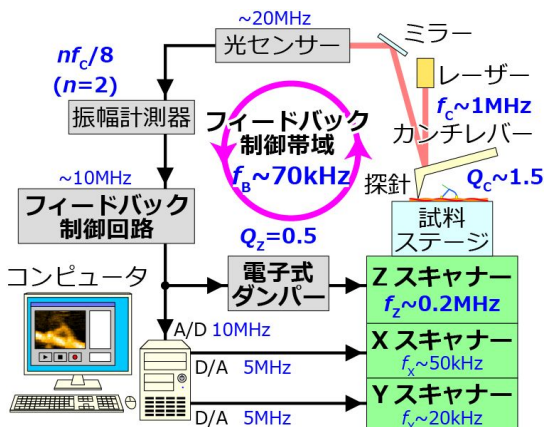 ~20MHz
光センサー
ミラー
レーザー
f_C~1MHz
カンチレバー
nf_C/8
(n=2)
振幅計測器
フィードバック
制御帯域
f_B~70kHz
探針
Q_C~1.5
~10MHz
フィードバック
制御回路
試料
ステージ
Q_Z=0.5
電子式
ダンパー
Z スキャナー
f_Z~0.2MHz
コンピュータ
A/D 10MHz
D/A 5MHz
X スキャナー
f_X~50kHz
D/A 5MHz
Y スキャナー
f_Y~20kHz